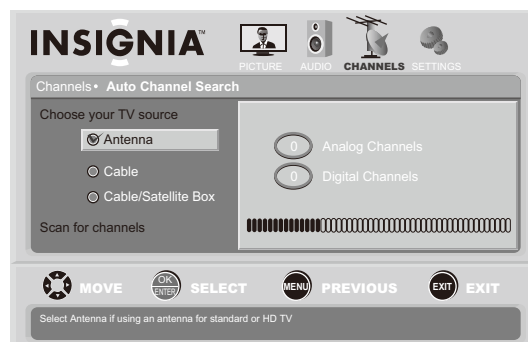 INSIGNIA™
PICTURE AUDIO CHANNELS SETTINGS
Channels• Auto Channel Search
Choose your TV source
Antenna
Cable
Cable/Satellite Box
Scan for channels
0 Analog Channels
0 Digital Channels
MOVE OK ENTER SELECT MENU PREVIOUS EXIT EXIT
Select Antenna if using an antenna for standard or HD TV